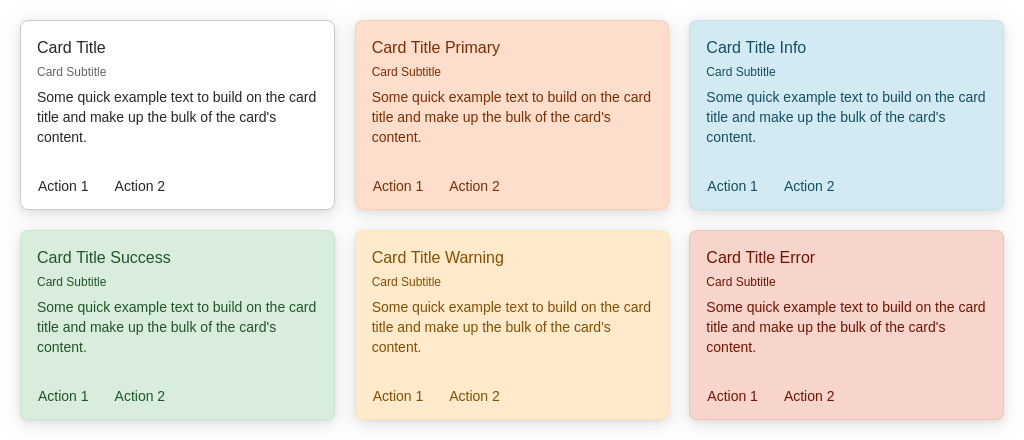 Card Title
Card Subtitle
Some quick example text to build on the card
title and make up the bulk of the card's
content.
Action 1 Action 2
Card Title Primary
Card Subtitle
Some quick example text to build on the card
title and make up the bulk of the card's
content.
Action 1 Action 2
Card Title Info
Card Subtitle
Some quick example text to build on the card
title and make up the bulk of the card's
content.
Action 1 Action 2
Card Title Success
Card Subtitle
Some quick example text to build on the card
title and make up the bulk of the card's
content.
Action 1 Action 2
Card Title Warning
Card Subtitle
Some quick example text to build on the card
title and make up the bulk of the card's
content.
Action 1 Action 2
Card Title Error
Card Subtitle
Some quick example text to build on the card
title and make up the bulk of the card's
content.
Action 1 Action 2